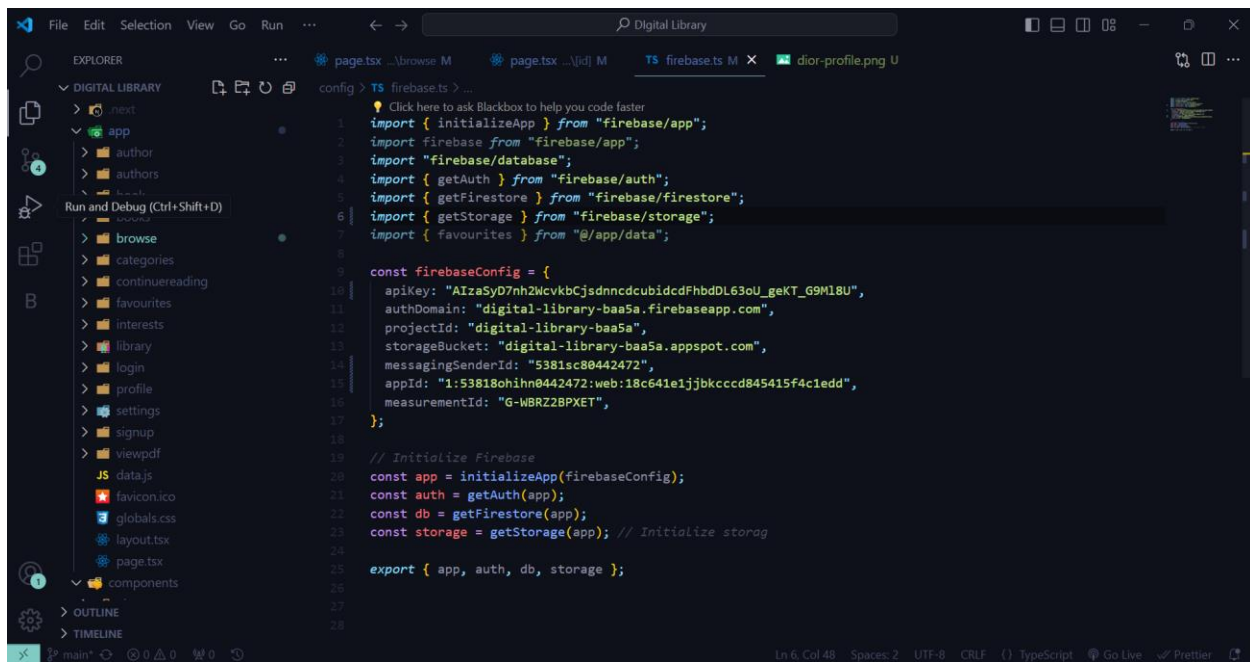 File Edit Selection View Go Run ··· ← → DIgital Library
EXPLORER ···
DIGITAL LIBRARY
.next
app
author
authors
Run and Debug (Ctrl+Shift+D)
browse
categories
continuereading
favourites
interests
library
login
profile
settings
signup
viewpdf
JS data.js
favicon.ico
globals.css
layout.tsx
page.tsx
components
OUTLINE
TIMELINE
4
B
1
page.tsx ...\browse M page.tsx ...\[id] M TS firebase.ts M × dior-profile.png U
config > TS firebase.ts > ...
Click here to ask Blackbox to help you code faster
1 import { initializeApp } from "firebase/app";
2 import firebase from "firebase/app";
3 import "firebase/database";
4 import { getAuth } from "firebase/auth";
5 import { getFirestore } from "firebase/firestore";
6 import { getStorage } from "firebase/storage";
7 import { favourites } from "@/app/data";
8
9 const firebaseConfig = {
10 apiKey: "AIzaSyD7nh2WcvkbCjsdnncdcubidcdFhbdDL63oU_geKT_G9Ml8U",
11 authDomain: "digital-library-baa5a.firebaseapp.com",
12 projectId: "digital-library-baa5a",
13 storageBucket: "digital-library-baa5a.appspot.com",
14 messagingSenderId: "5381sc80442472",
15 appId: "1:53818ohihn0442472:web:18c641e1jjbkcccd845415f4c1edd",
16 measurementId: "G-WBRZ2BPXET",
17 };
18
19 // Initialize Firebase
20 const app = initializeApp(firebaseConfig);
21 const auth = getAuth(app);
22 const db = getFirestore(app);
23 const storage = getStorage(app); // Initialize storag
24
25 export { app, auth, db, storage };
26
27
28
main* 0 0 0 Ln 6, Col 48 Spaces: 2 UTF-8 CRLF {} TypeScript Go Live Prettier